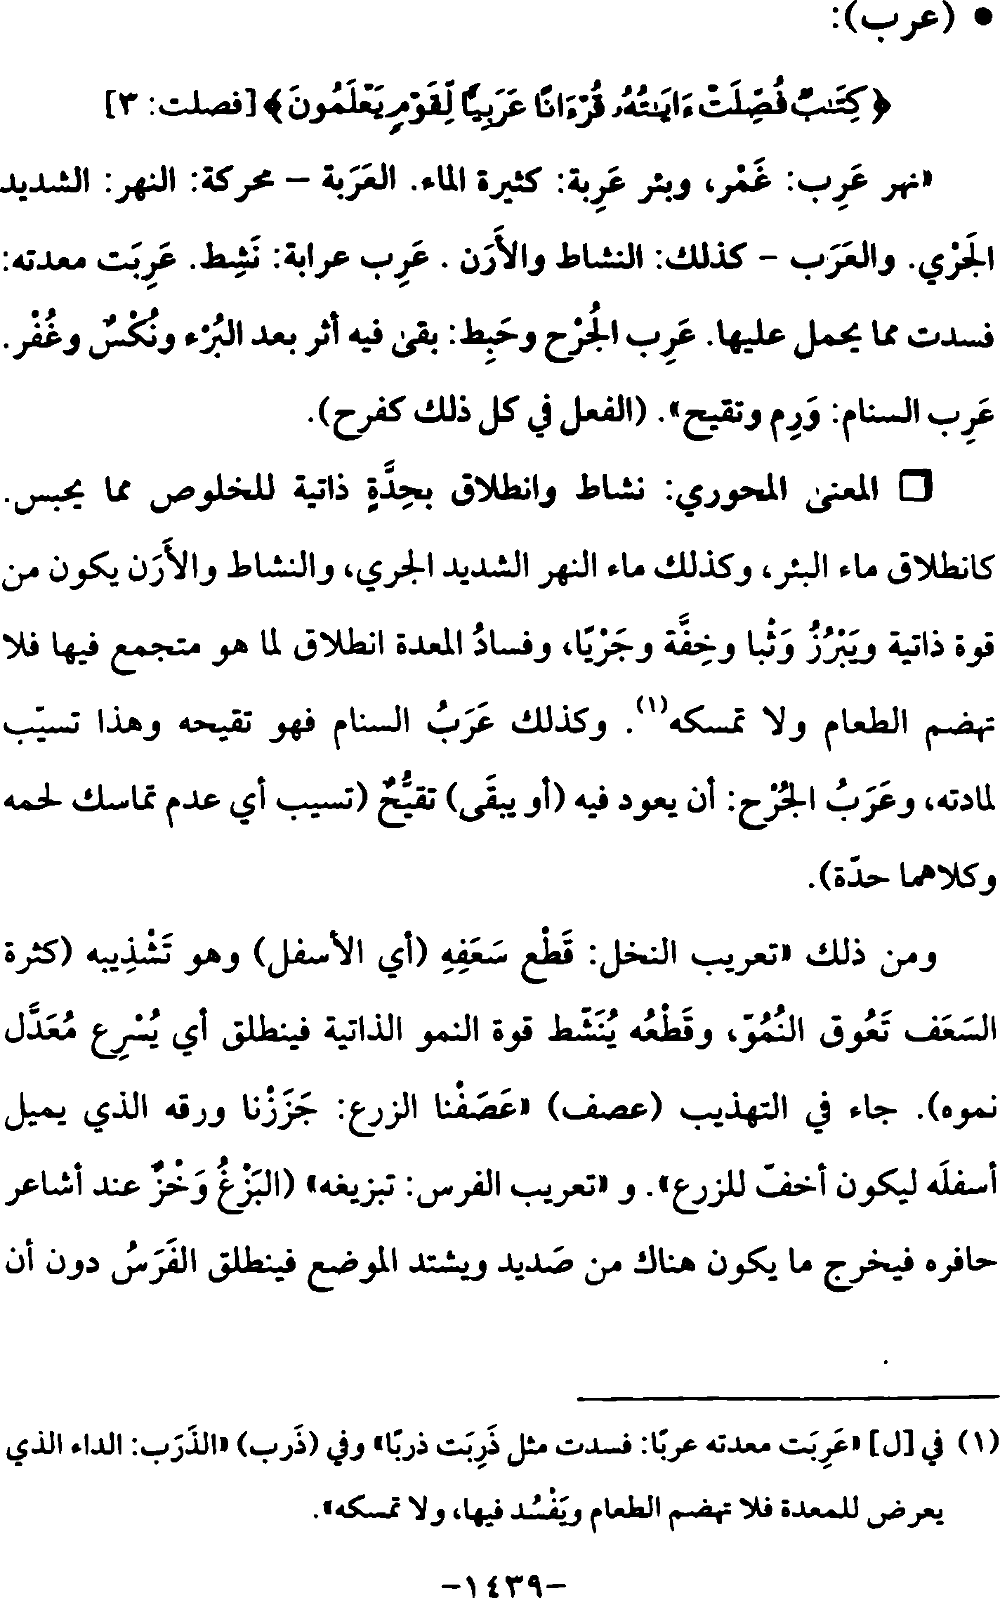 • (عرب):
﴿كِتَـٰبٌ فُصِّلَتْ ءَايَـٰتُهُۥ قُرْءَانًا عَرَبِيًّا لِّقَوْمٍ يَعْلَمُونَ﴾ [فصلت: ٣]
«نهر عَرِب: غَمْر، وبئر عَرِبة: كثيرة الماء. العَرَبة – محركة: النهر: الشديد
الجَرْي. والعَرَب – كذلك: النشاط والأَرَن. عَرِب عرابة: نَشِط. عَرِبَت معدته:
فسدت مما يحمل عليها. عَرِب الجُرْح وحَبِط: بقى فيه أثر بعد البُرْء ونُكْسٌ وغُفْر.
عَرِب السنام: وَرِم وتقيح». (الفعل في كل ذلك كفرح).
□ المعنى المحوري: نشاط وانطلاق بحِدَّةٍ ذاتية للخلوص مما يحبس.
كانطلاق ماء البئر، وكذلك ماء النهر الشديد الجري، والنشاط والأَرَن يكون من
قوة ذاتية ويَبْرُزُ وَثْبا وخِفَّة وجَرْيًا، وفسادُ المعدة انطلاق لما هو متجمع فيها فلا
تهضم الطعام ولا تمسكه(١). وكذلك عَرَبُ السنام فهو تقيحه وهذا تسيّب
لمادته، وعَرَبُ الجُرْح: أن يعود فيه (أو يبقَى) تقيُّحٌ (تسيب أي عدم تماسك لحمه
وكلاهما حدّة).
ومن ذلك «تعريب النخل: قَطْع سَعَفِهِ (أي الأسفل) وهو تَشْذِيبه (كثرة
السَعَف تَعُوق النُمُوّ، وقَطْعُه يُنَشّط قوة النمو الذاتية فينطلق أي يُسْرِع مُعَدَّل
نموه). جاء في التهذيب (عصف) «عَصَفْنا الزرع: جَزَزْنا ورقه الذي يميل
أسفلَه ليكون أخفّ للزرع». و «تعريب الفرس: تبزيغه» (البَزْغُ وَخْزٌ عند أشاعر
حافره فيخرج ما يكون هناك من صَديد ويشتد الموضع فينطلق الفَرَسُ دون أن
(١) في [ل] «عَرِبَت معدته عربًا: فسدت مثل ذَرِبَت ذربًا» وفي (ذَرب) «الذَرَب: الداء الذي
يعرض للمعدة فلا تهضم الطعام ويَفْسُد فيها، ولا تمسكه».
-١٤٣٩-